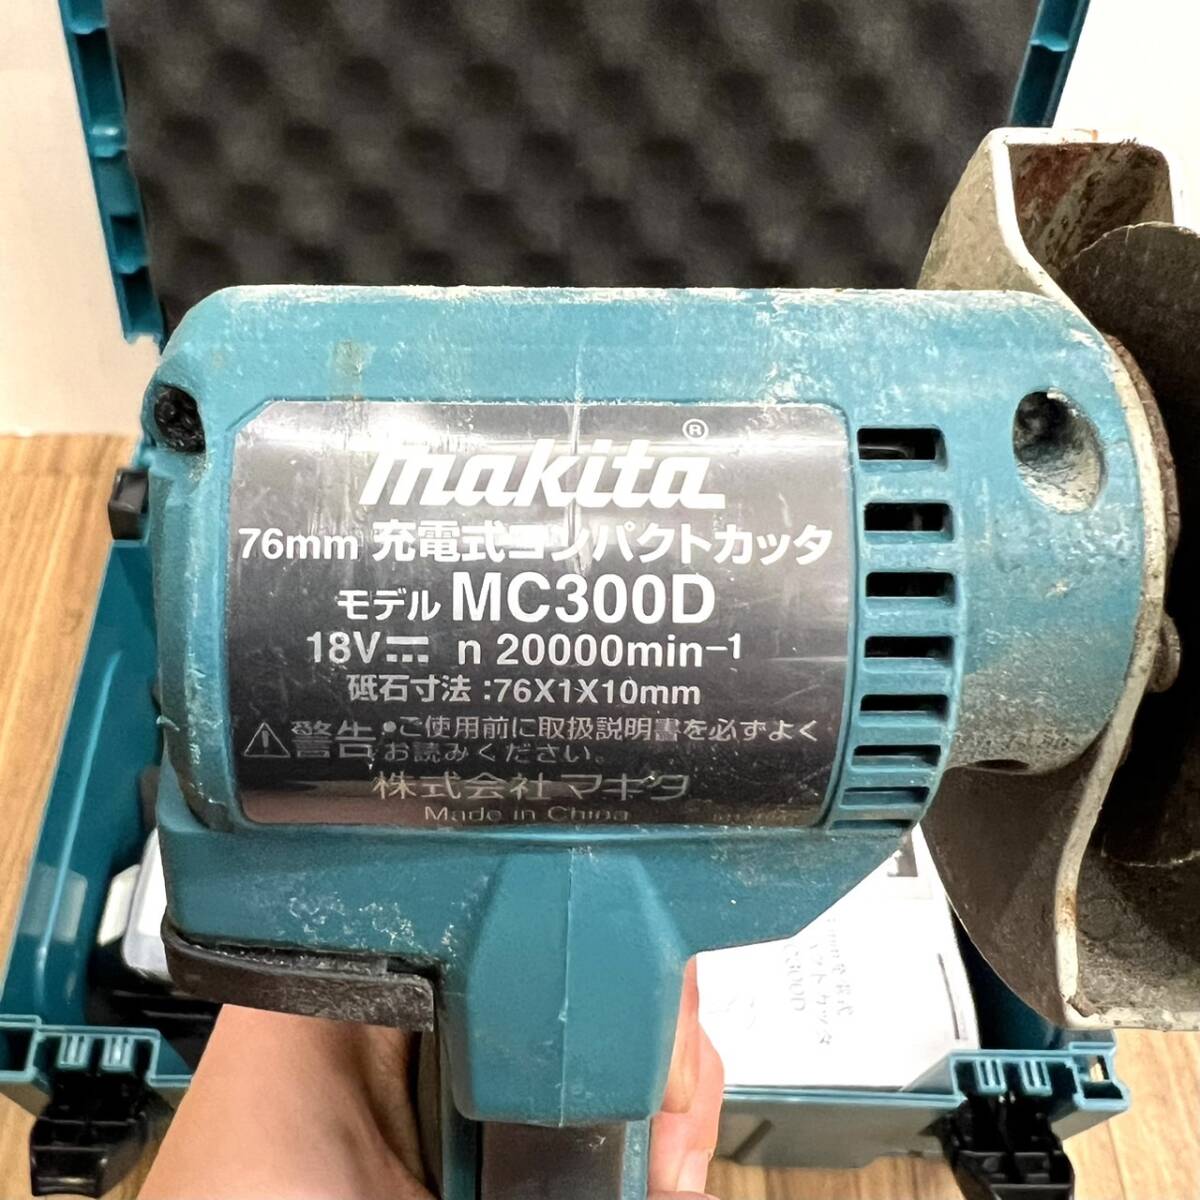 makita®
76mm 充電式コンパクトカッタ
モデル MC300D
18V⎓ n 20000min-1
砥石寸法 :76X1X10mm
⚠警告 •ご使用前に取扱説明書を必ずよく
お読みください。
株式会社マキタ
Made in China